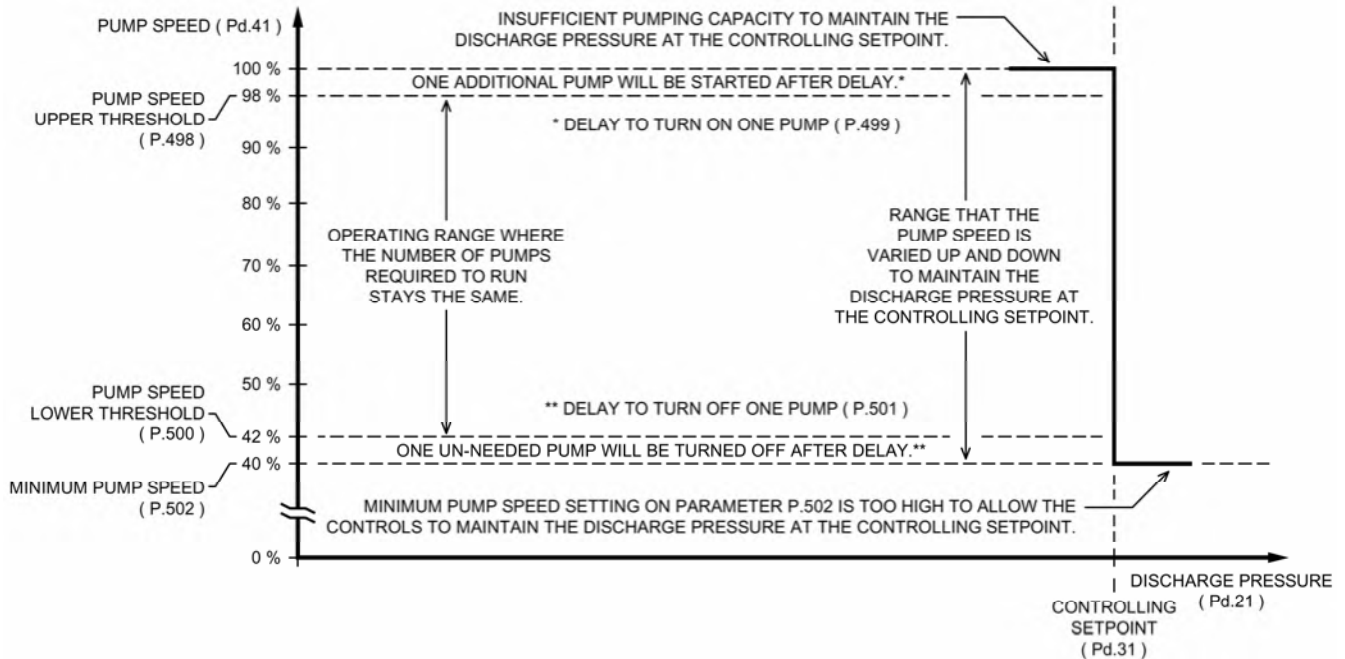 PUMP SPEED ( Pd.41)
INSUFFICIENT PUMPING CAPACITY TO MAINTAIN THE
DISCHARGE PRESSURE AT THE CONTROLLING SETPOINT.
100 %
ONE ADDITIONAL PUMP WILL BE STARTED AFTER DELAY.*
PUMP SPEED
UPPER THRESHOLD
( P.498 )
98 %
* DELAY TO TURN ON ONE PUMP ( P.499 )
90 %
80 %
OPERATING RANGE WHERE
THE NUMBER OF PUMPS
REQUIRED TO RUN
STAYS THE SAME.
RANGE THAT THE
PUMP SPEED IS
VARIED UP AND DOWN
TO MAINTAIN THE
DISCHARGE PRESSURE AT
THE CONTROLLING SETPOINT.
70 %
60 %
50 %
PUMP SPEED
LOWER THRESHOLD
( P.500 )
** DELAY TO TURN OFF ONE PUMP ( P.501 )
42 %
ONE UN-NEEDED PUMP WILL BE TURNED OFF AFTER DELAY.**
40 %
MINIMUM PUMP SPEED
( P.502 )
MINIMUM PUMP SPEED SETTING ON PARAMETER P.502 IS TOO HIGH TO ALLOW THE
CONTROLS TO MAINTAIN THE DISCHARGE PRESSURE AT THE CONTROLLING SETPOINT.
0 %
DISCHARGE PRESSURE
( Pd.21 )
CONTROLLING
SETPOINT
( Pd.31 )